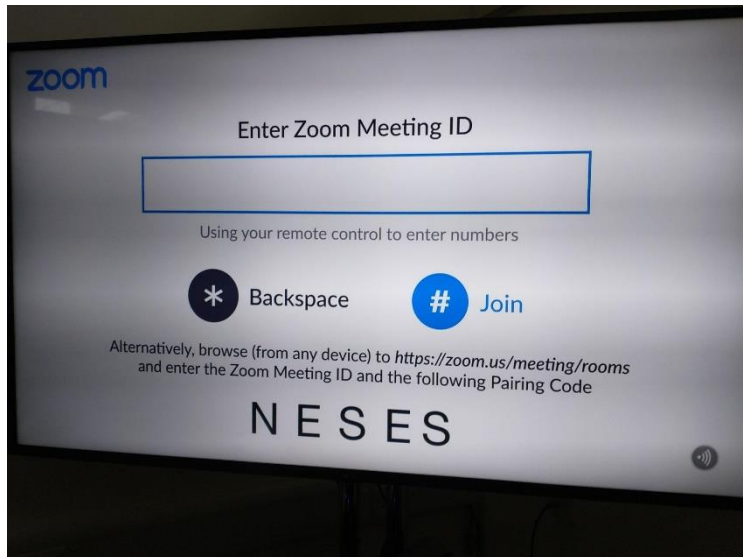 zoom
Enter Zoom Meeting ID
Using your remote control to enter numbers
* Backspace # Join
Alternatively, browse (from any device) to https://zoom.us/meeting/rooms
and enter the Zoom Meeting ID and the following Pairing Code
N E S E S